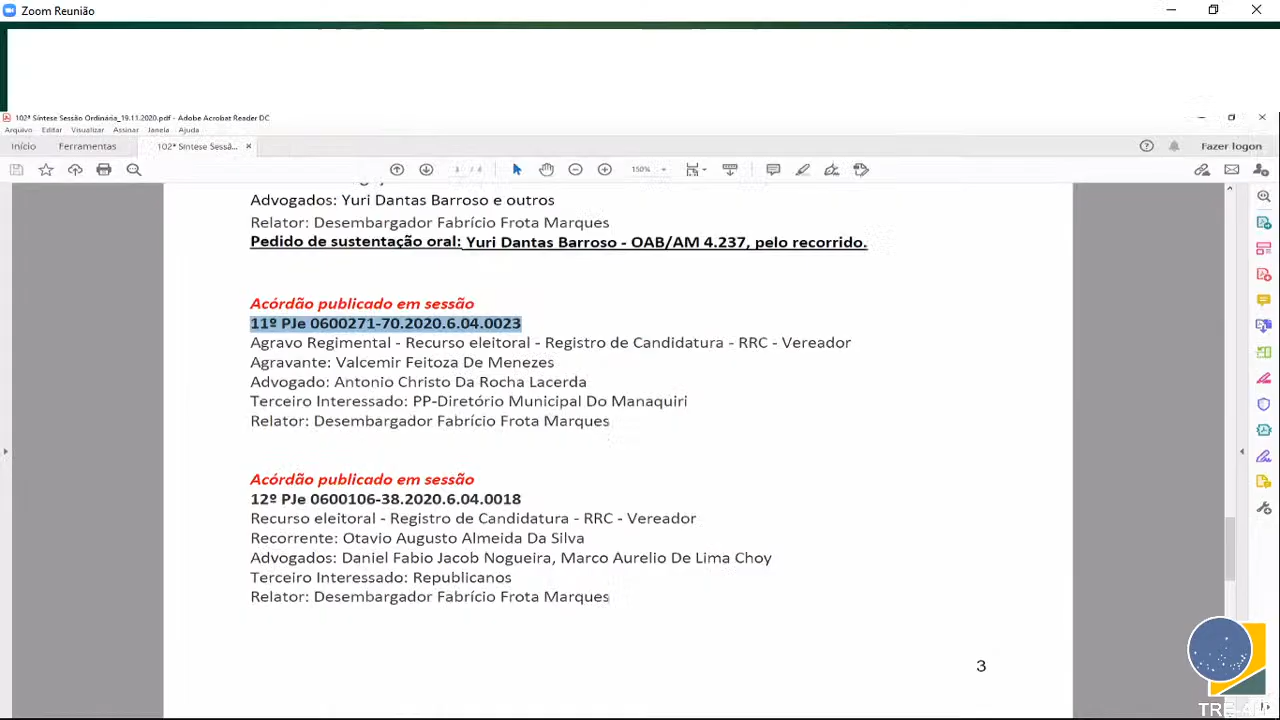 Zoom Reunião
102ª Síntese Sessão Ordinária_19.11.2020.pdf - Adobe Acrobat Reader DC
Arquivo Editar Visualizar Assinar Janela Ajuda
Início Ferramentas 102ª Síntese Sessã... × Fazer logon
3 / 4 150%
Advogados: Yuri Dantas Barroso e outros
Relator: Desembargador Fabrício Frota Marques
Pedido de sustentação oral: Yuri Dantas Barroso - OAB/AM 4.237, pelo recorrido.
Acórdão publicado em sessão
11º PJe 0600271-70.2020.6.04.0023
Agravo Regimental - Recurso eleitoral - Registro de Candidatura - RRC - Vereador
Agravante: Valcemir Feitoza De Menezes
Advogado: Antonio Christo Da Rocha Lacerda
Terceiro Interessado: PP-Diretório Municipal Do Manaquiri
Relator: Desembargador Fabrício Frota Marques
Acórdão publicado em sessão
12º PJe 0600106-38.2020.6.04.0018
Recurso eleitoral - Registro de Candidatura - RRC - Vereador
Recorrente: Otavio Augusto Almeida Da Silva
Advogados: Daniel Fabio Jacob Nogueira, Marco Aurelio De Lima Choy
Terceiro Interessado: Republicanos
Relator: Desembargador Fabrício Frota Marques
3